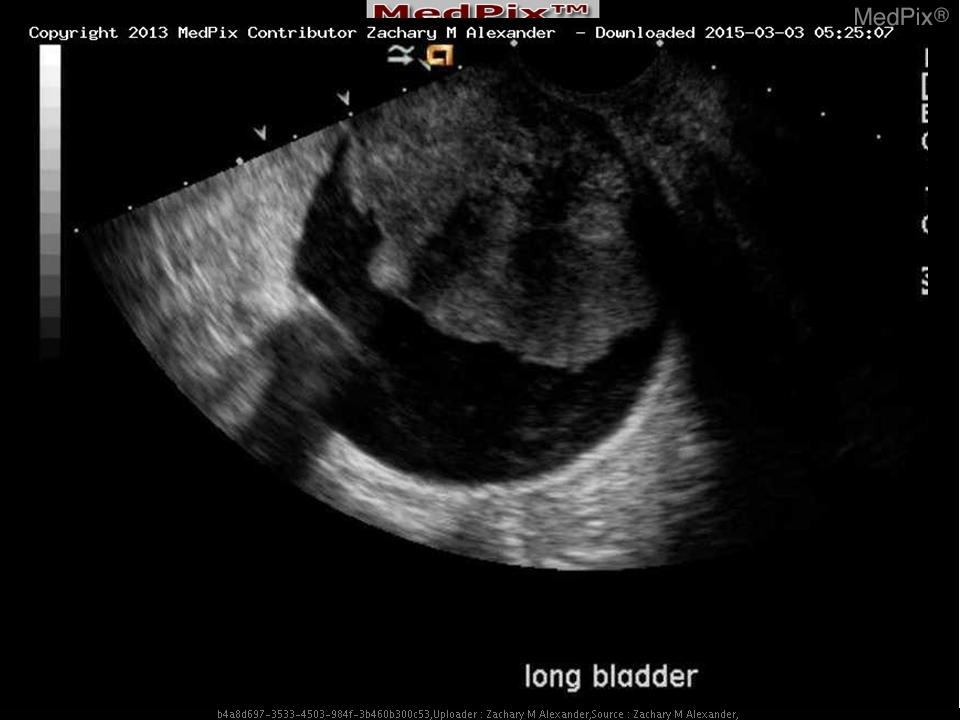 MedPix™
MedPix®
Copyright 2013 MedPix Contributor Zachary M Alexander – Downloaded 2015-03-03 05:25:07
long bladder
b4a8d697-3533-4503-984f-3b460b300c53,Uploader : Zachary M Alexander,Source : Zachary M Alexander,